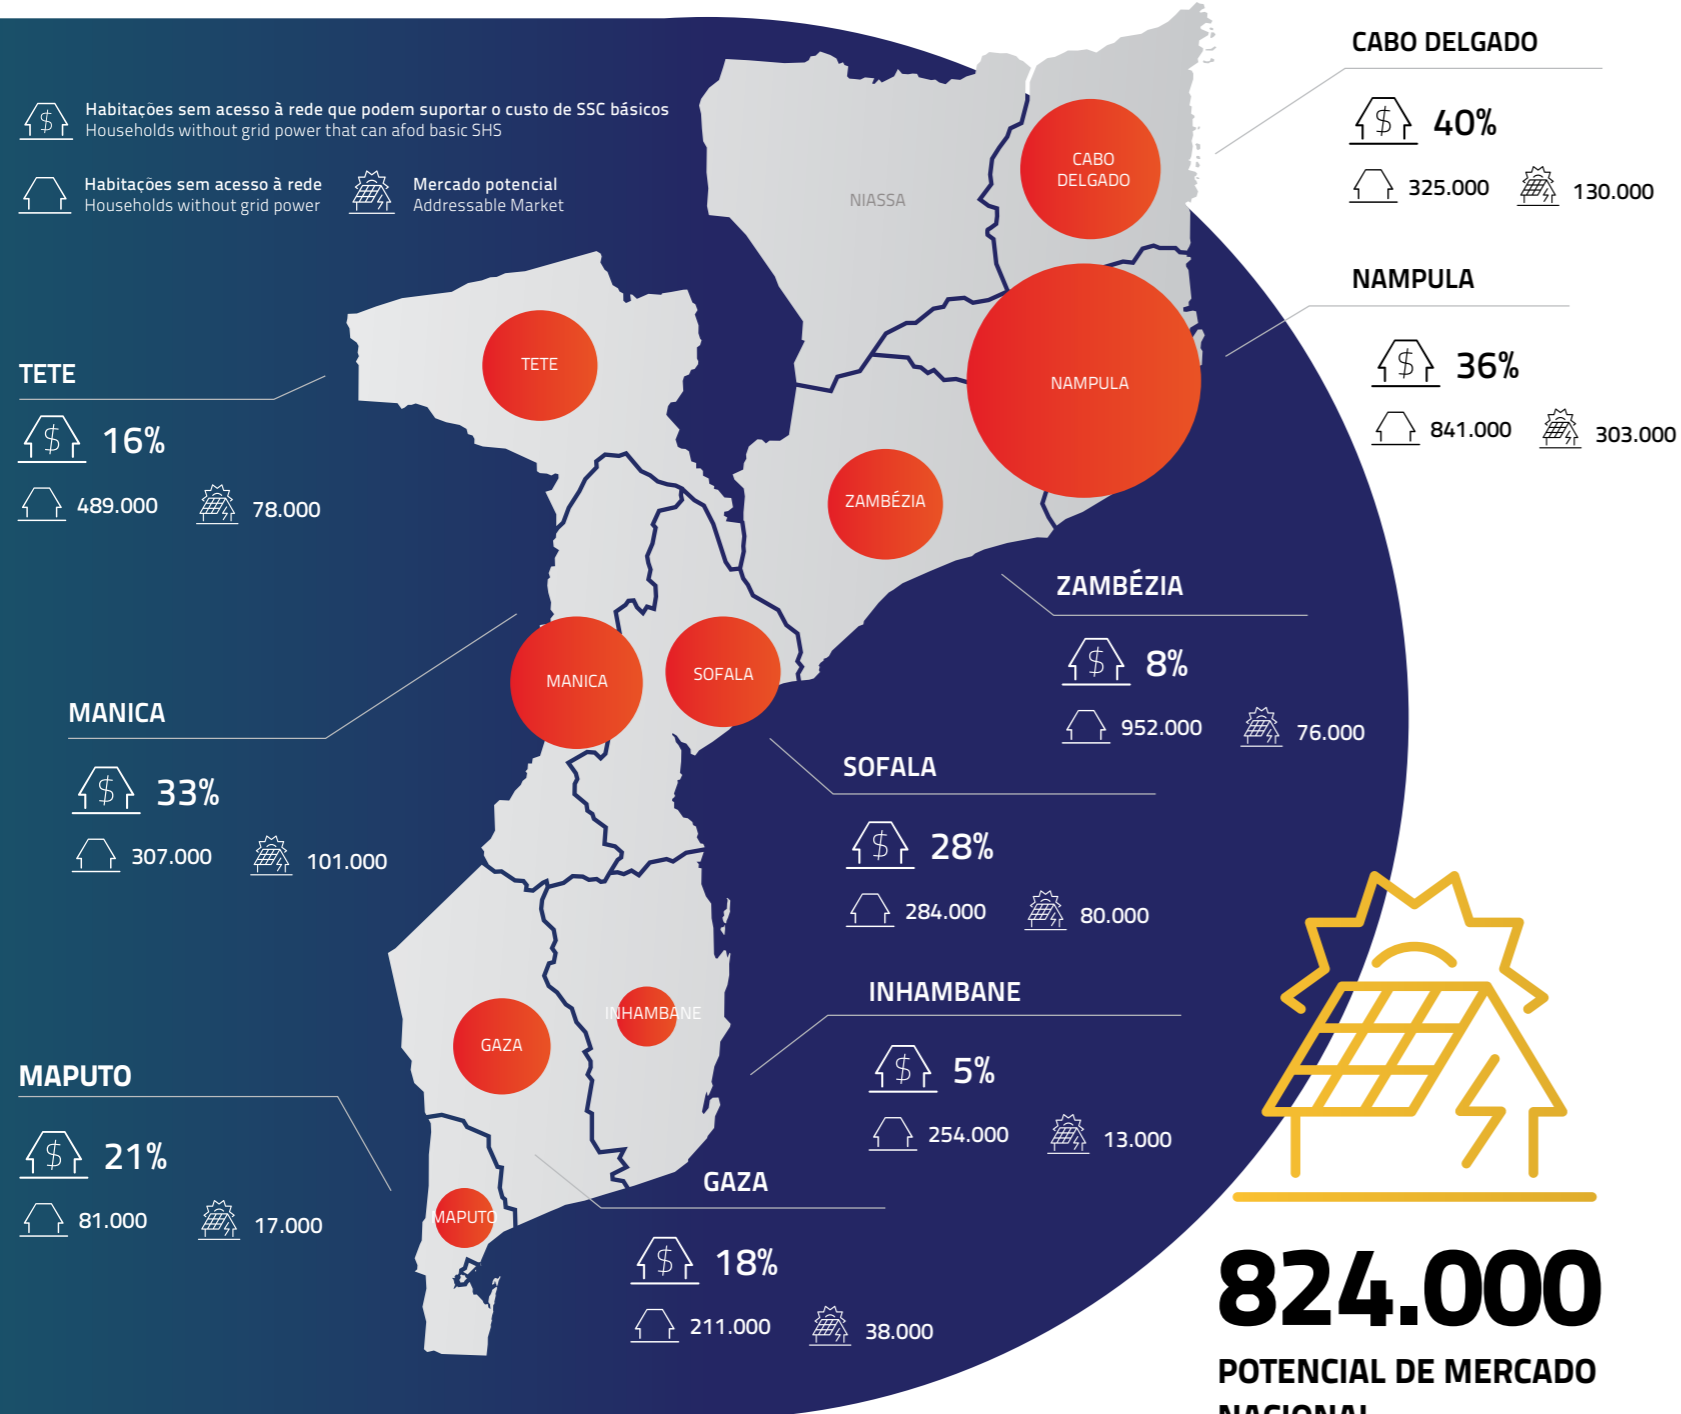 Habitações sem acesso à rede que podem suportar o custo de SSC básicos
Households without grid power that can afod basic SHS
Habitações sem acesso à rede
Households without grid power
Mercado potencial
Addressable Market
CABO DELGADO
$ 40%
325.000
130.000
NAMPULA
$ 36%
841.000
303.000
NIASSA
CABO
DELGADO
NAMPULA
TETE
ZAMBÉZIA
MANICA
SOFALA
GAZA
INHAMBANE
MAPUTO
TETE
$ 16%
489.000
78.000
MANICA
$ 33%
307.000
101.000
MAPUTO
$ 21%
81.000
17.000
ZAMBÉZIA
$ 8%
952.000
76.000
SOFALA
$ 28%
284.000
80.000
INHAMBANE
$ 5%
254.000
13.000
GAZA
$ 18%
211.000
38.000
824.000
POTENCIAL DE MERCADO
NACIONAL